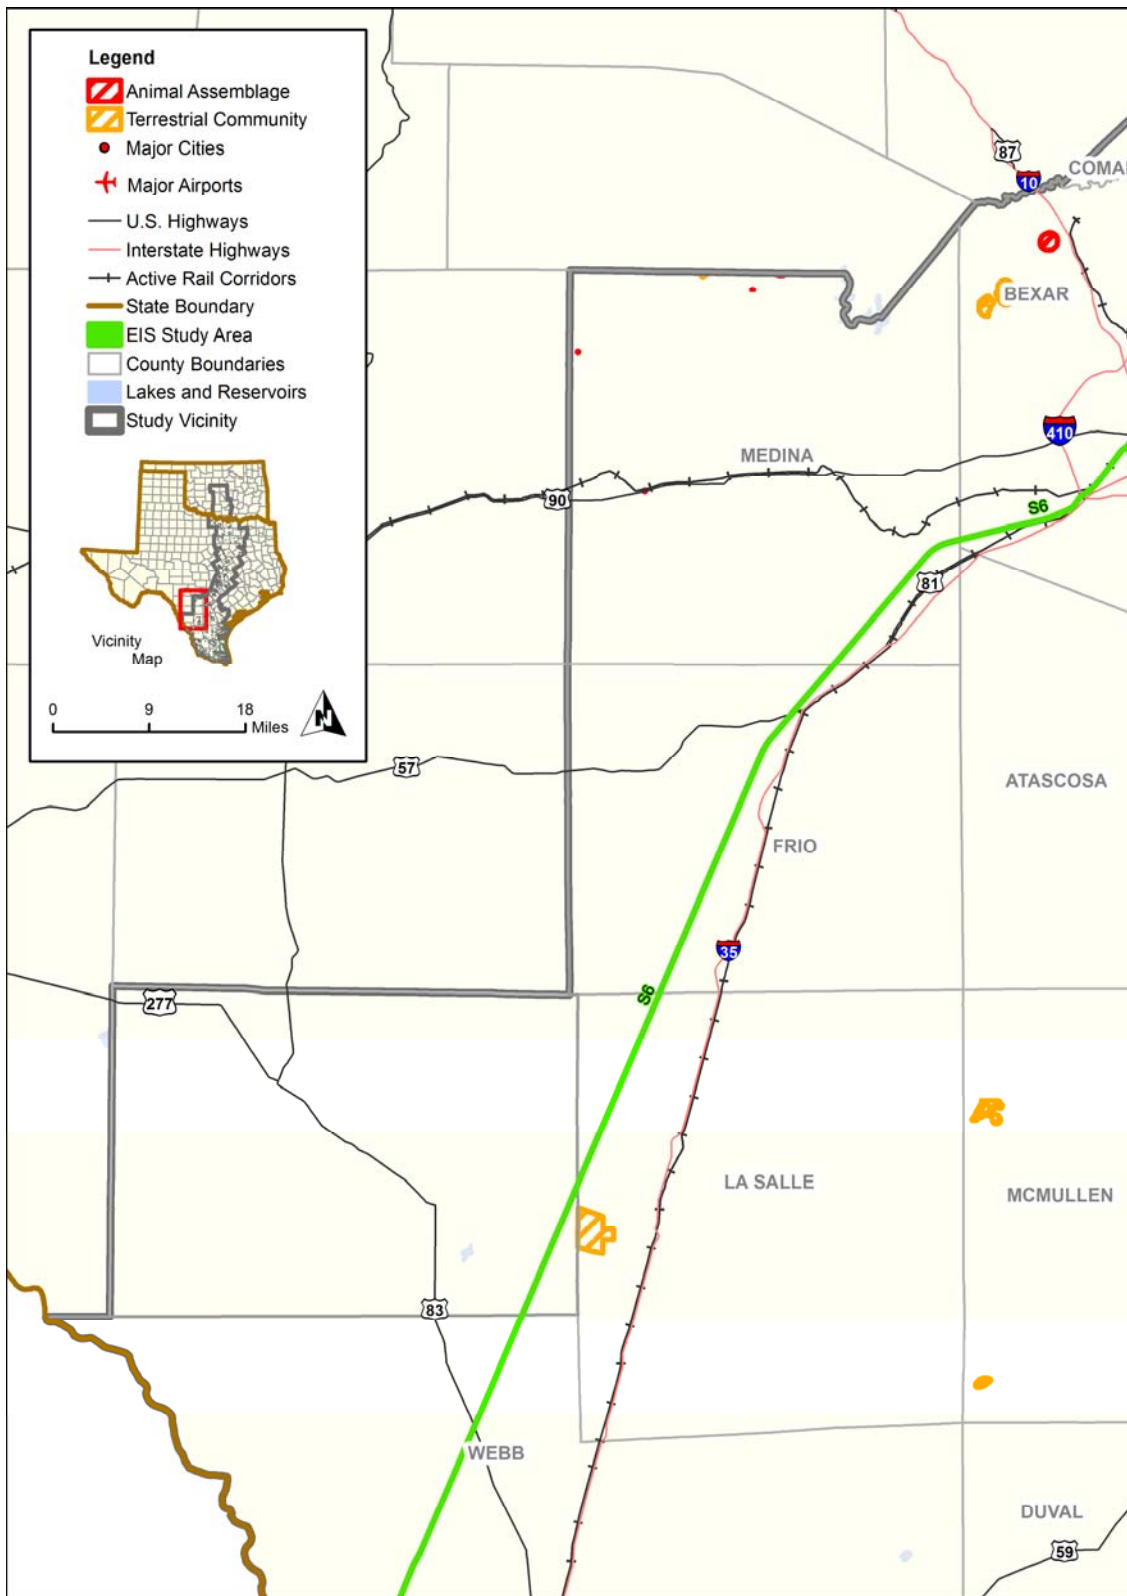 Legend
Animal Assemblage
Terrestrial Community
Major Cities
Major Airports
U.S. Highways
Interstate Highways
Active Rail Corridors
State Boundary
EIS Study Area
County Boundaries
Lakes and Reservoirs
Study Vicinity
Vicinity
Map
0 9 18
Miles
N
87
COMA
10
BEXAR
410
MEDINA
90
S6
81
57
ATASCOSA
FRIO
35
S6
277
LA SALLE
MCMULLEN
83
WEBB
DUVAL
59